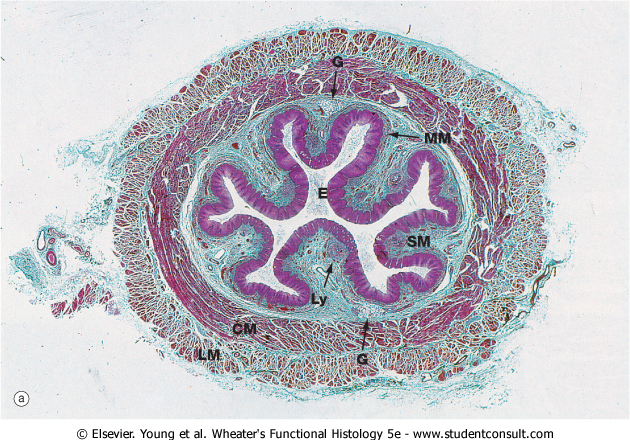 G
MM
E
SM
Ly
CM
G
LM
a
© Elsevier. Young et al. Wheater's Functional Histology 5e - www.studentconsult.com